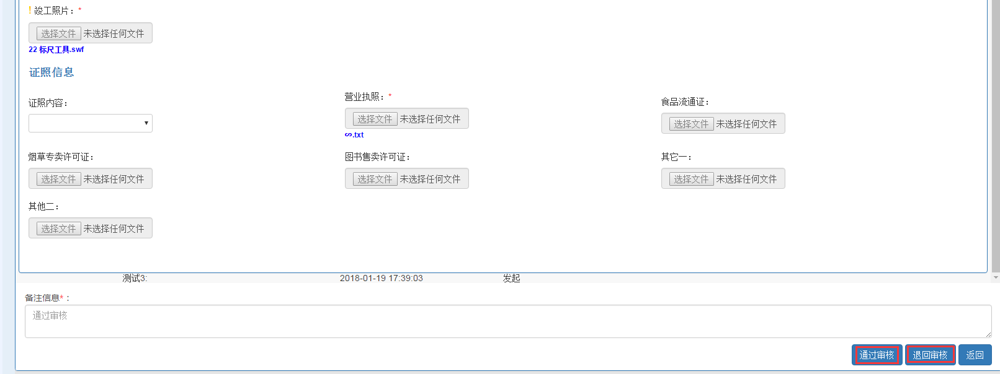 ! 竣工照片：*
选择文件 未选择任何文件
22 标尺工具.swf
证照信息
证照内容：
营业执照：*
选择文件 未选择任何文件
ᔕ.txt
食品流通证：
选择文件 未选择任何文件
烟草专卖许可证：
选择文件 未选择任何文件
图书售卖许可证：
选择文件 未选择任何文件
其它一：
选择文件 未选择任何文件
其他二：
选择文件 未选择任何文件
测试3: 2018-01-19 17:39:03 发起
备注信息*：
通过审核
通过审核 退回审核 返回